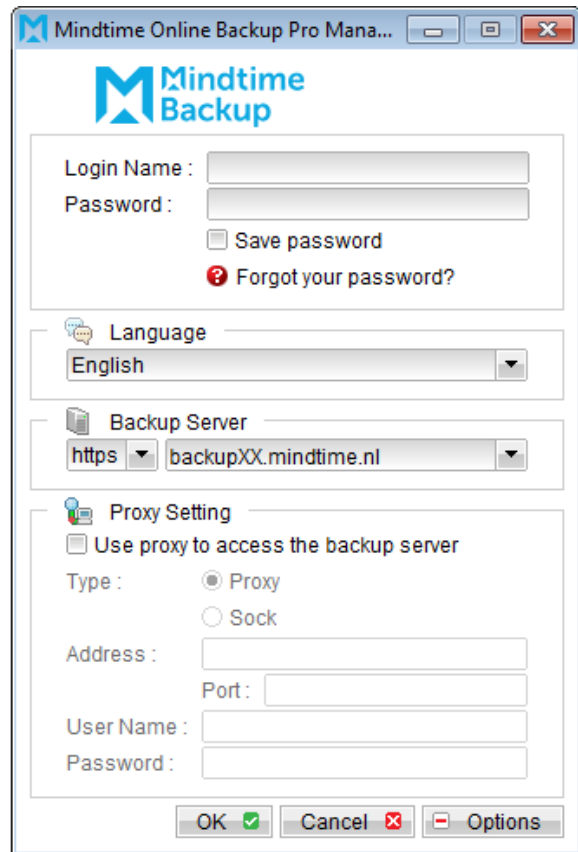 Mindtime Online Backup Pro Mana...
Mindtime
Backup
Login Name :
Password :
Save password
Forgot your password?
Language
English
Backup Server
https backupXX.mindtime.nl
Proxy Setting
Use proxy to access the backup server
Type : Proxy
Sock
Address :
Port :
User Name :
Password :
OK Cancel Options